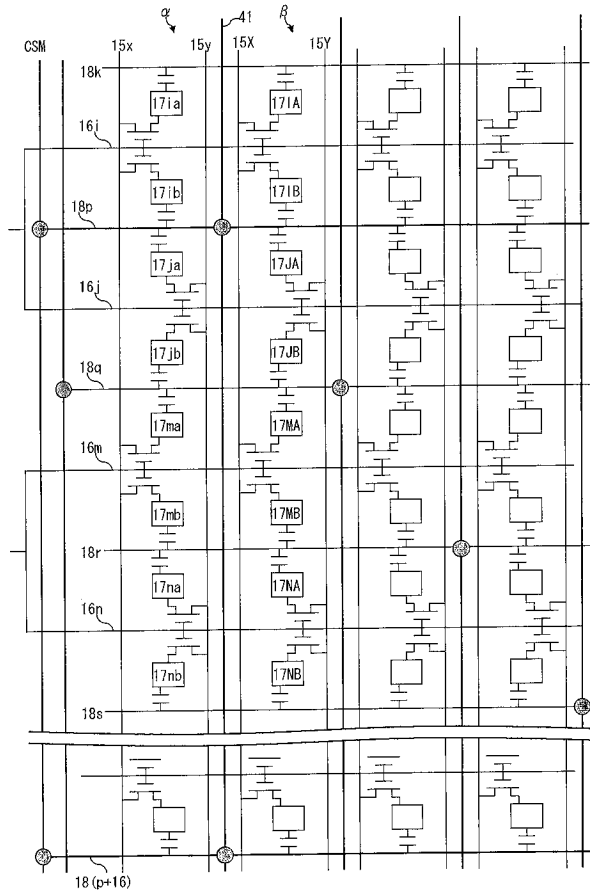 α 41 β
CSM 15x 15y 15X 15Y
18k
17ia 17IA
16i
17ib 17IB
18p
17ja 17JA
16j
17jb 17JB
18q
17ma 17MA
16m
17mb 17MB
18r
17na 17NA
16n
17nb 17NB
18s
18(p+16)